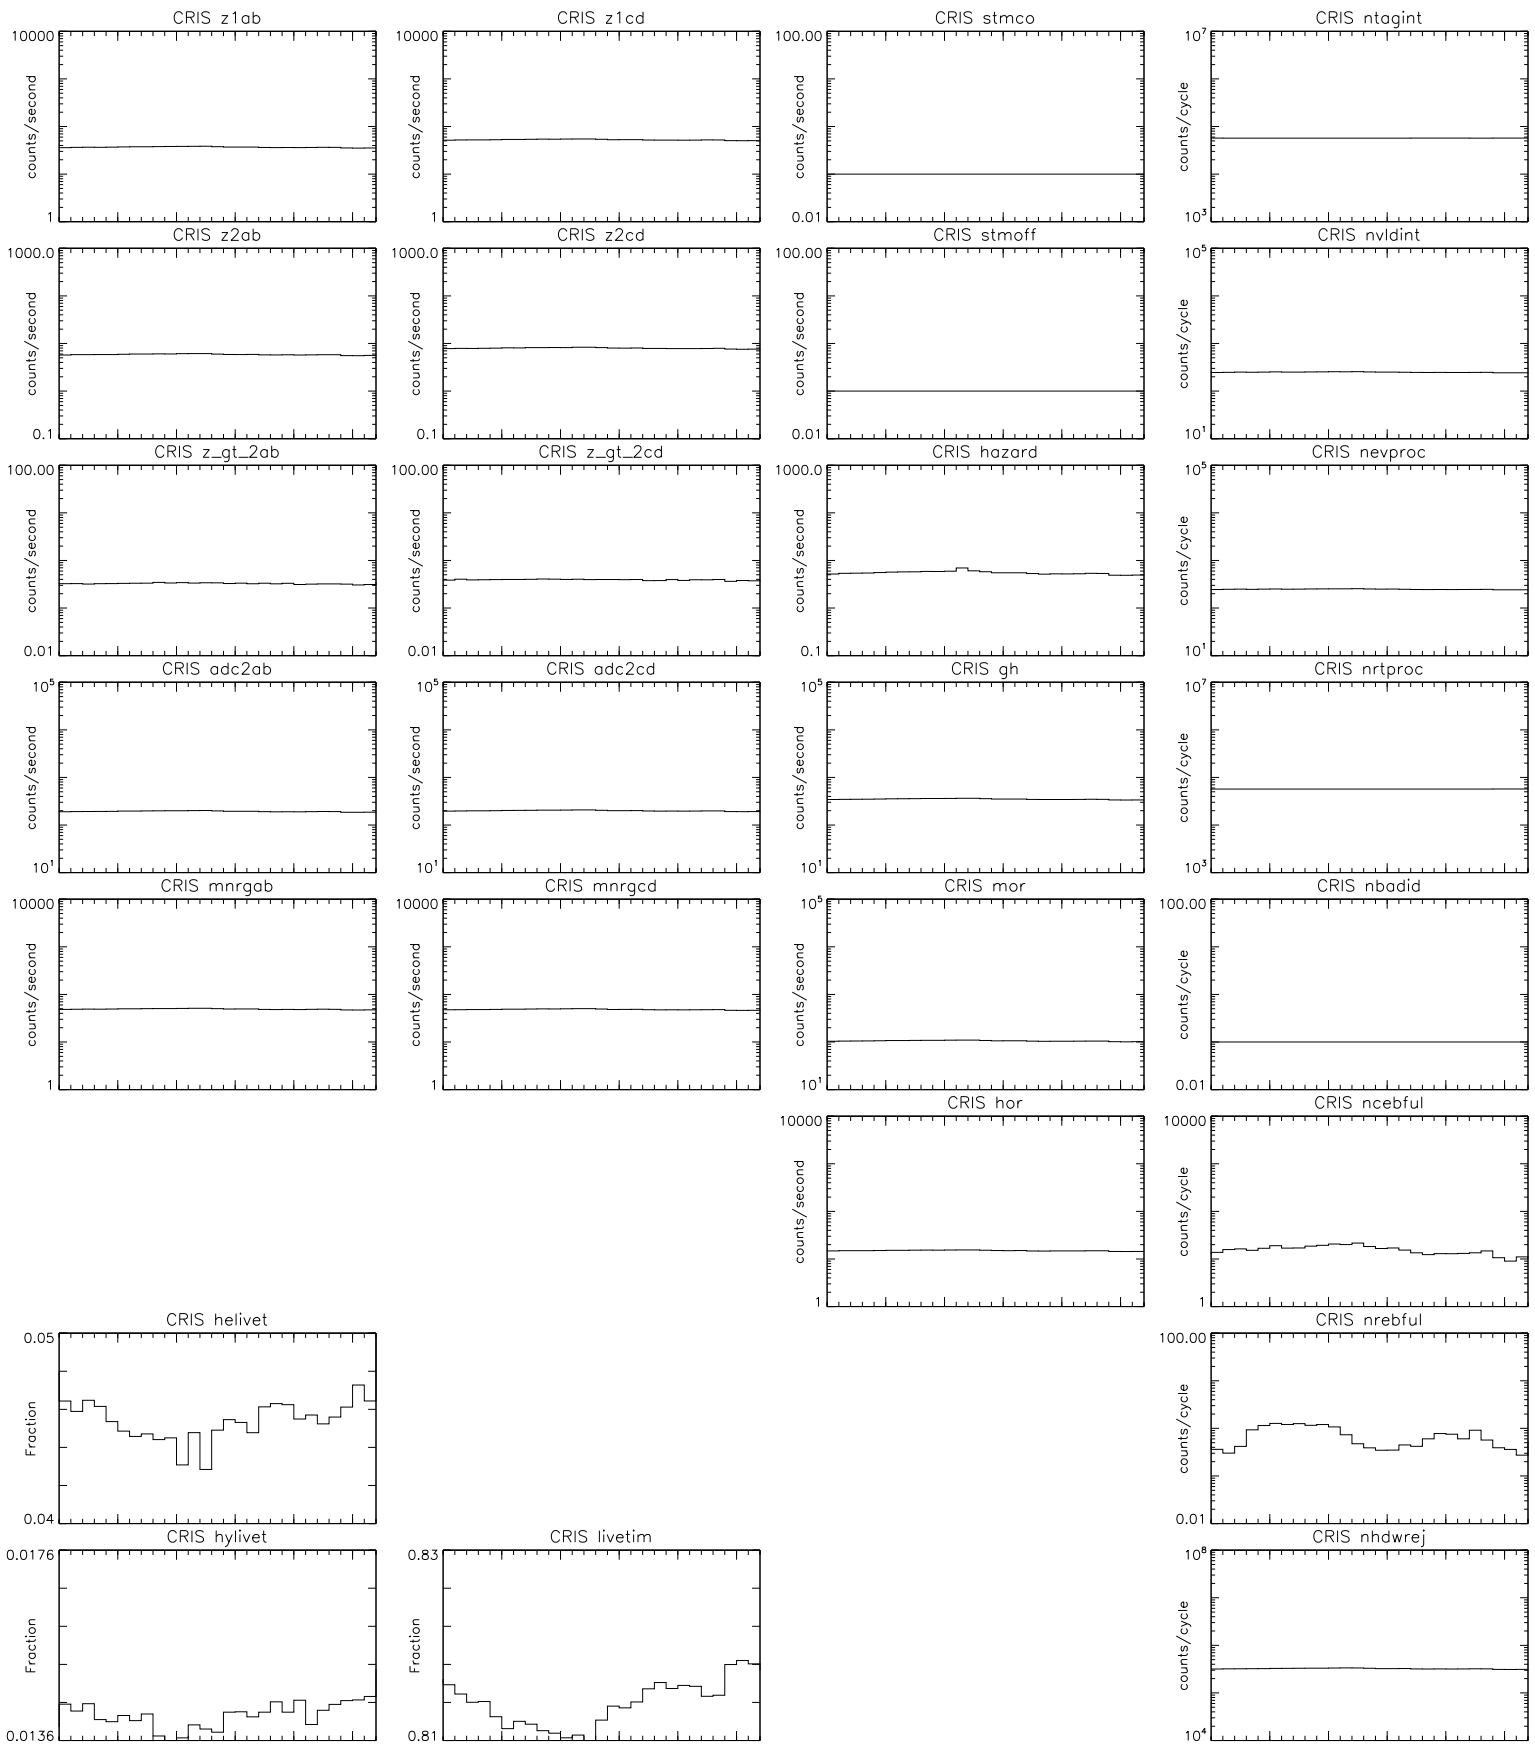 CRIS z1ab
CRIS z1cd
CRIS stmco
CRIS ntagint
10000
counts/second
1
10000
counts/second
1
100.00
counts/second
0.01
10⁷
counts/cycle
10³
CRIS z2ab
CRIS z2cd
CRIS stmoff
CRIS nvldint
1000.0
counts/second
0.1
1000.0
counts/second
0.1
100.00
counts/second
0.01
10⁵
counts/cycle
10¹
CRIS z_gt_2ab
CRIS z_gt_2cd
CRIS hazard
CRIS nevproc
100.00
counts/second
0.01
100.00
counts/second
0.01
1000.0
counts/second
0.1
10⁵
counts/cycle
10¹
CRIS adc2ab
CRIS adc2cd
CRIS gh
CRIS nrtproc
10⁵
counts/second
10¹
10⁵
counts/second
10¹
10⁵
counts/second
10¹
10⁷
counts/cycle
10³
CRIS mnrgab
CRIS mnrgcd
CRIS mor
CRIS nbadid
10000
counts/second
1
10000
counts/second
1
10⁵
counts/second
10¹
100.00
counts/cycle
0.01
CRIS hor
CRIS ncebful
10000
counts/second
1
10000
counts/cycle
1
CRIS helivet
CRIS nrebful
0.05
Fraction
0.04
100.00
counts/cycle
0.01
CRIS hylivet
CRIS livetim
CRIS nhdwrej
0.0176
Fraction
0.0136
0.83
Fraction
0.81
10⁸
counts/cycle
10⁴